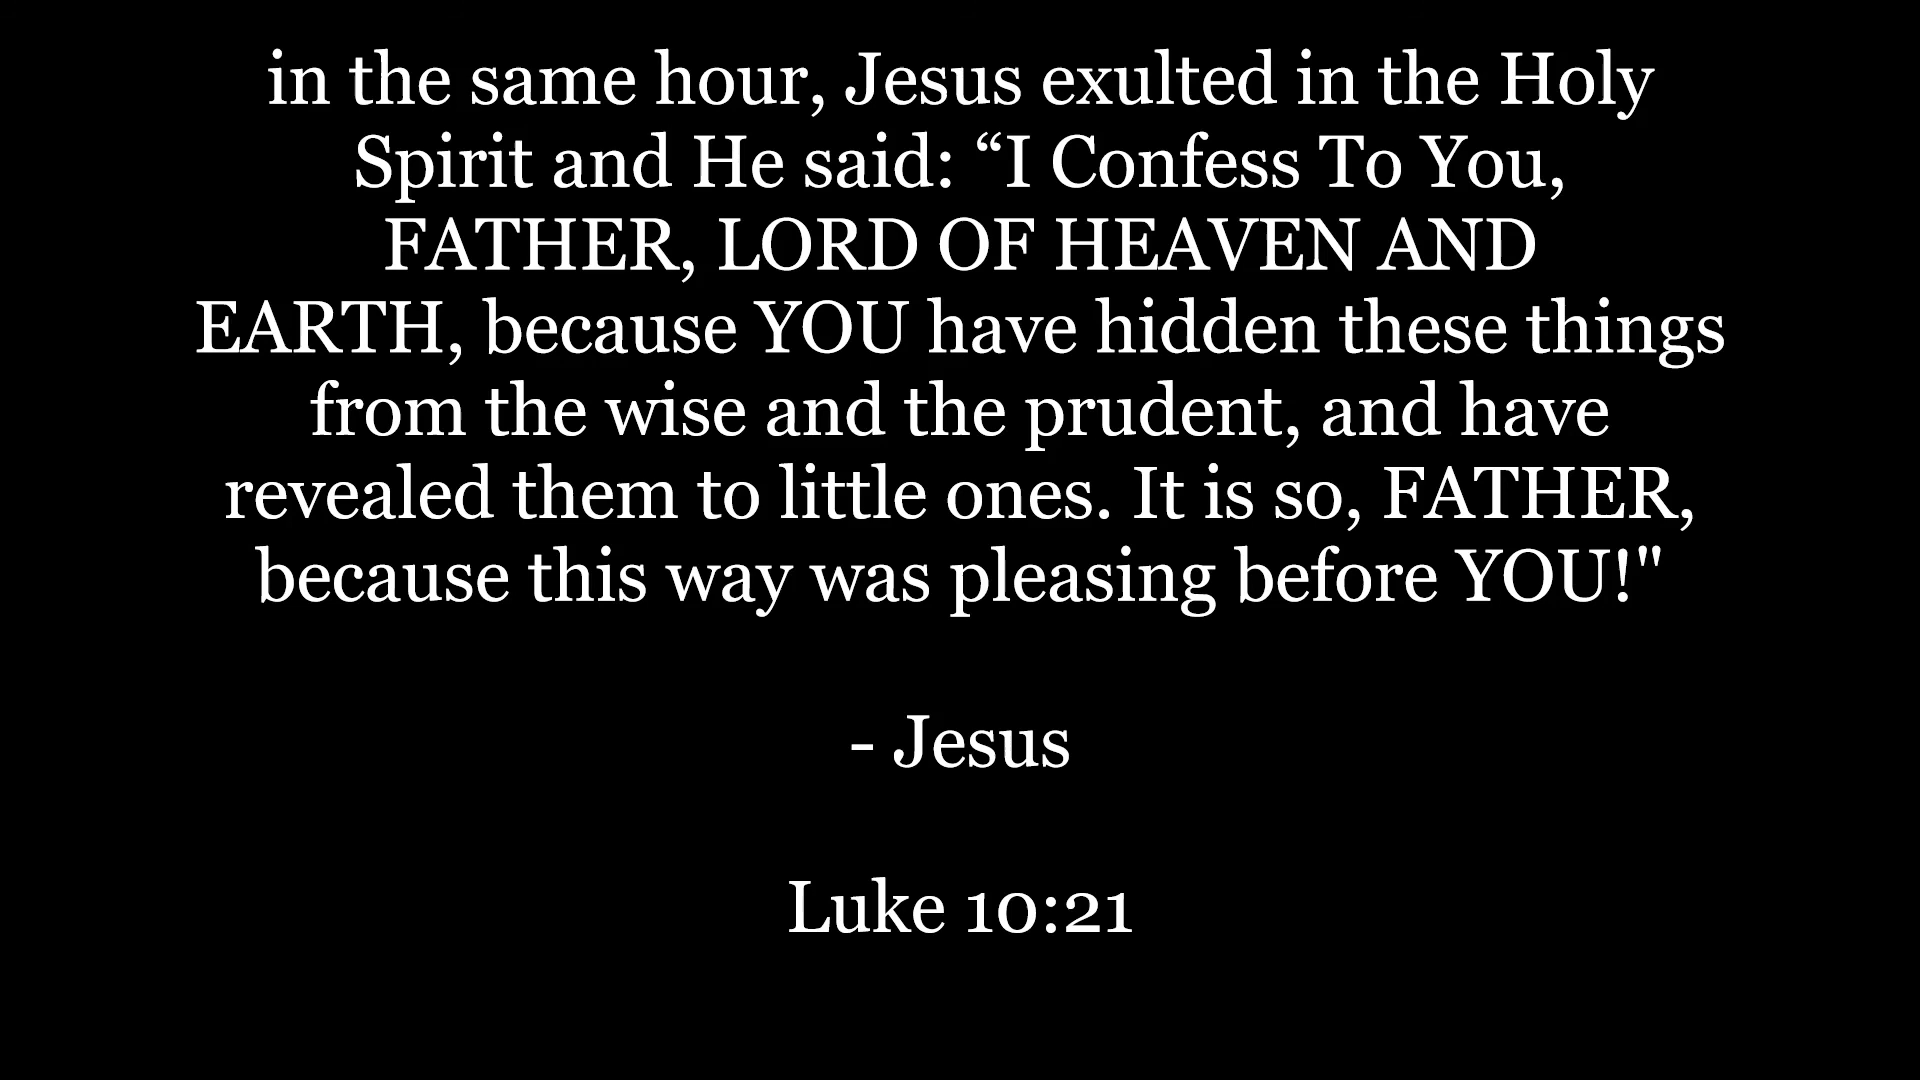 in the same hour, Jesus exulted in the Holy
Spirit and He said: “I Confess To You,
FATHER, LORD OF HEAVEN AND
EARTH, because YOU have hidden these things
from the wise and the prudent, and have
revealed them to little ones. It is so, FATHER,
because this way was pleasing before YOU!"
- Jesus
Luke 10:21